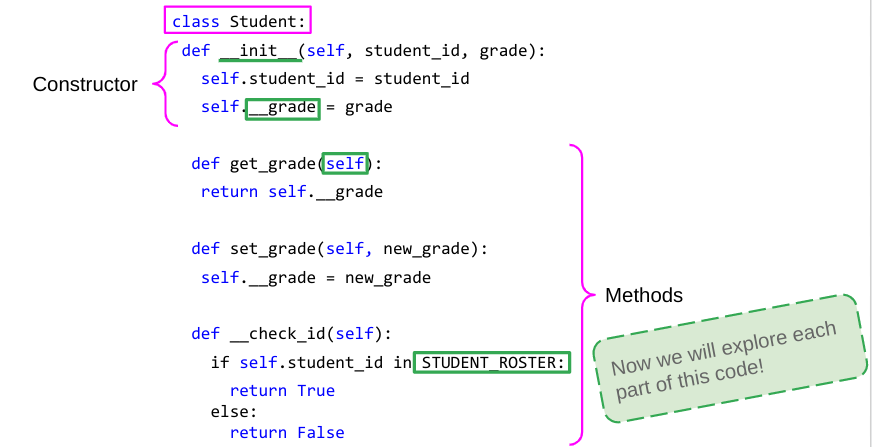 class Student:
def __init__(self, student_id, grade):
Constructor
self.student_id = student_id
self.__grade = grade
def get_grade(self):
return self.__grade
def set_grade(self, new_grade):
self.__grade = new_grade
Methods
def __check_id(self):
if self.student_id in STUDENT_ROSTER:
return True
else:
return False
Now we will explore each
part of this code!